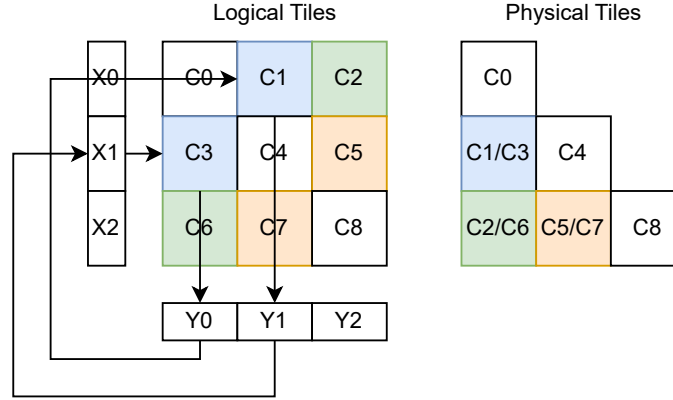 Logical Tiles
Physical Tiles
X0
C0
C1
C2
C0
X1
C3
C4
C5
C1/C3
C4
X2
C6
C7
C8
C2/C6
C5/C7
C8
Y0
Y1
Y2